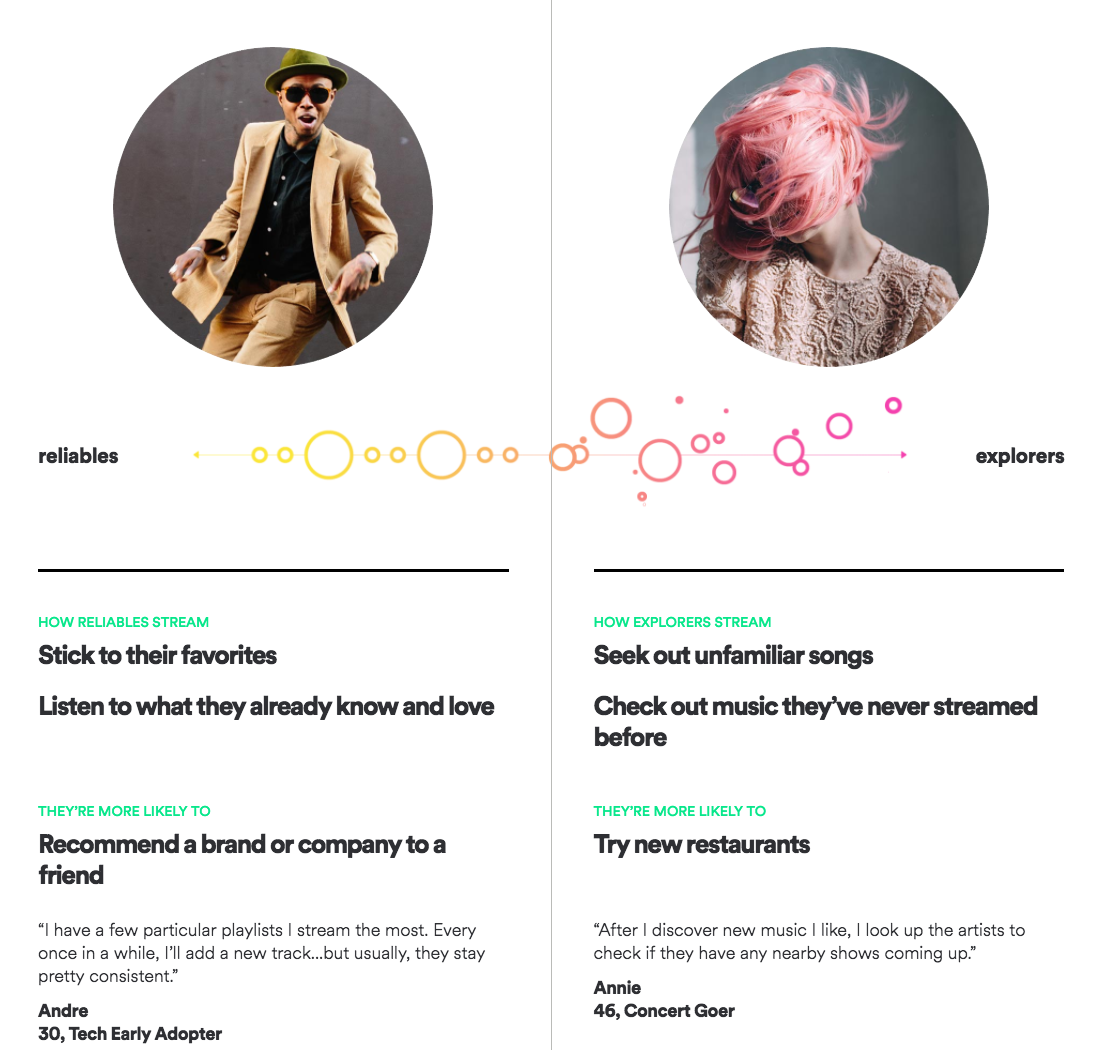 reliables
explorers
HOW RELIABLES STREAM
Stick to their favorites
Listen to what they already know and love
THEY'RE MORE LIKELY TO
Recommend a brand or company to a
friend
“I have a few particular playlists I stream the most. Every
once in a while, I’ll add a new track...but usually, they stay
pretty consistent.”
Andre
30, Tech Early Adopter
HOW EXPLORERS STREAM
Seek out unfamiliar songs
Check out music they’ve never streamed
before
THEY’RE MORE LIKELY TO
Try new restaurants
“After I discover new music I like, I look up the artists to
check if they have any nearby shows coming up.”
Annie
46, Concert Goer